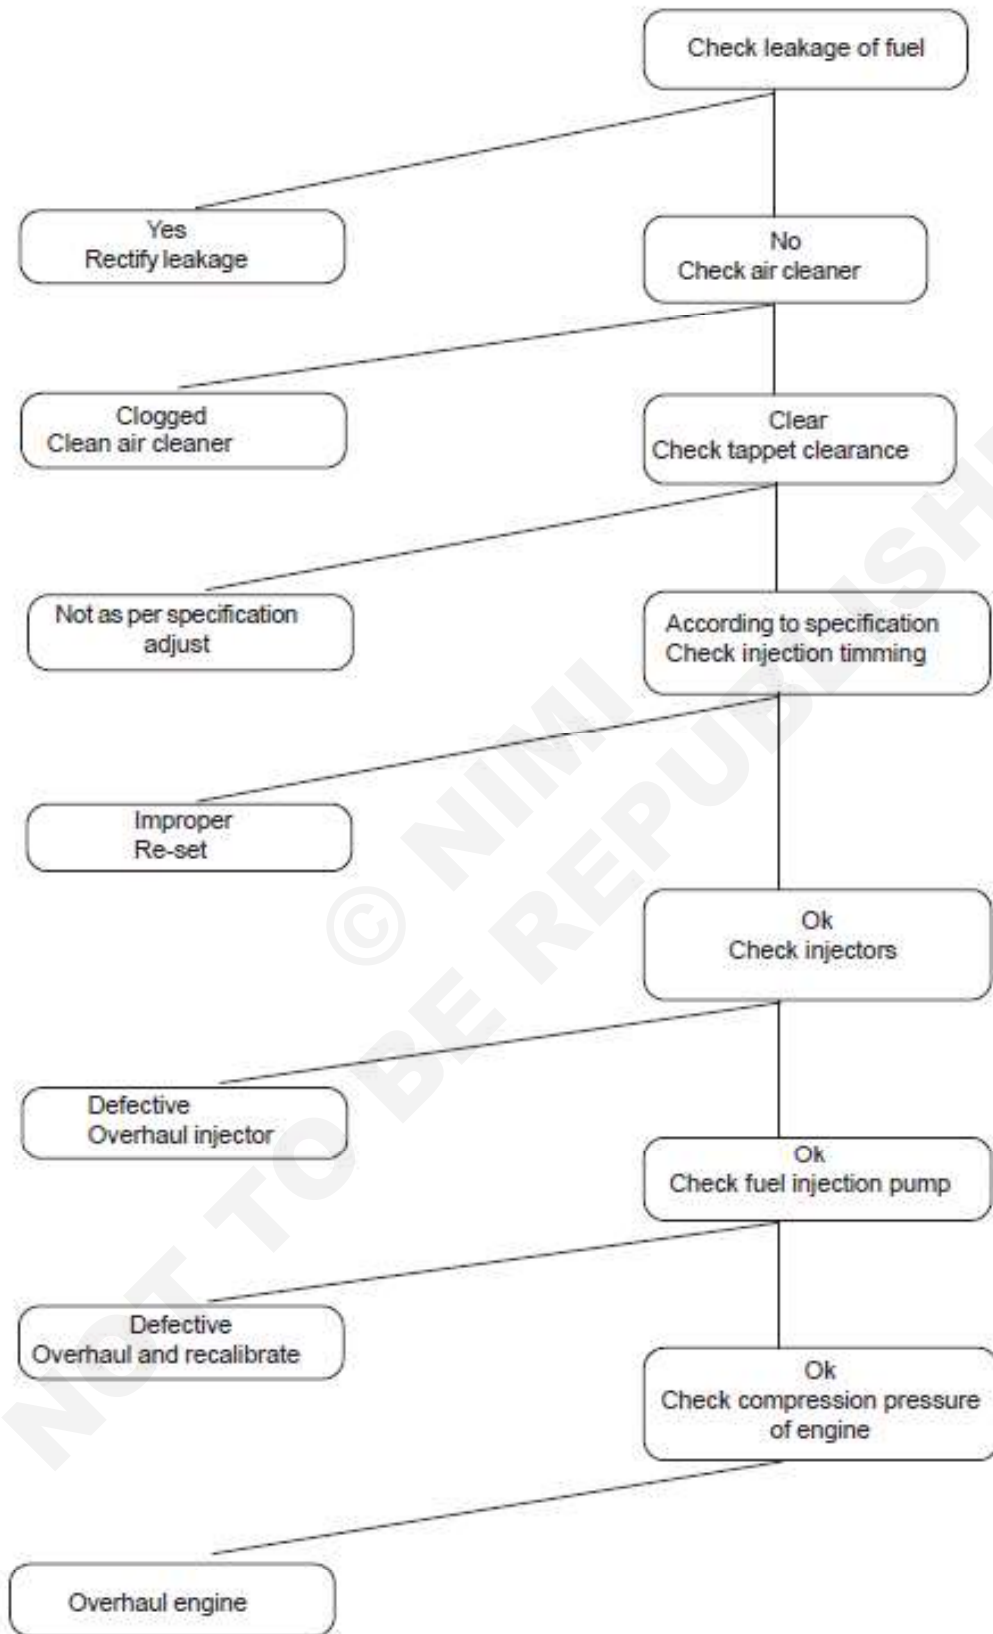 Check leakage of fuel
Yes
Rectify leakage
No
Check air cleaner
Clogged
Clean air cleaner
Clear
Check tappet clearance
Not as per specification
adjust
According to specification
Check injection timming
Improper
Re-set
Ok
Check injectors
Defective
Overhaul injector
Ok
Check fuel injection pump
Defective
Overhaul and recalibrate
Ok
Check compression pressure
of engine
Overhaul engine
© NIMI
NOT TO BE REPUBLISH